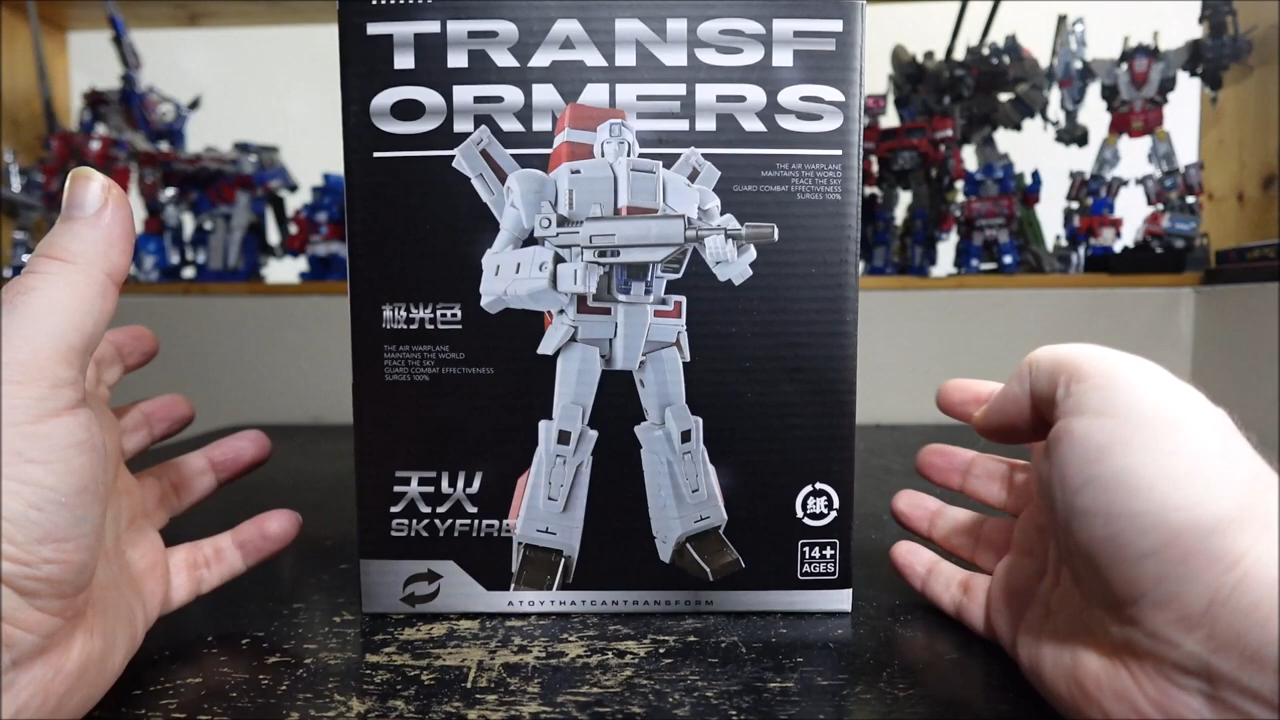 TRANSF
ORMERS
THE AIR WARPLANE
MAINTAINS THE WORLD
PEACE THE SKY
GUARD COMBAT EFFECTIVENESS
SURGES 100%
极光色
THE AIR WARPLANE
MAINTAINS THE WORLD
PEACE THE SKY
GUARD COMBAT EFFECTIVENESS
SURGES 100%
天火
SKYFIRE
紙
14+
AGES
ATOYTHATCANTRANSFORM